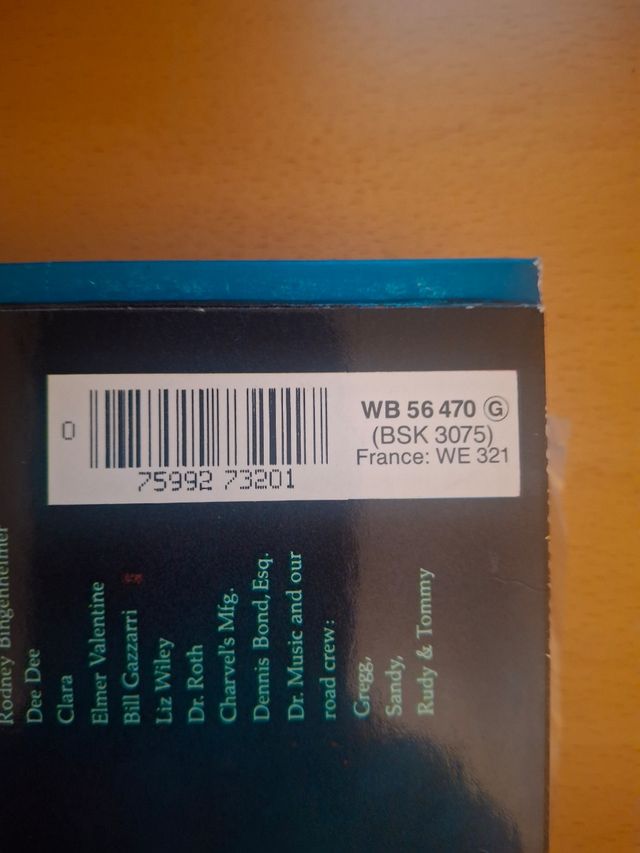 0
75992 73201
WB 56 470 Ⓖ
(BSK 3075)
France: WE 321
Rodney Bingenheimer
Dee Dee
Clara
Elmer Valentine
Bill Gazzarri
Liz Wiley
Dr. Roth
Charvel's Mfg.
Dennis Bond, Esq.
Dr. Music and our
road crew:
Gregg,
Sandy,
Rudy & Tommy